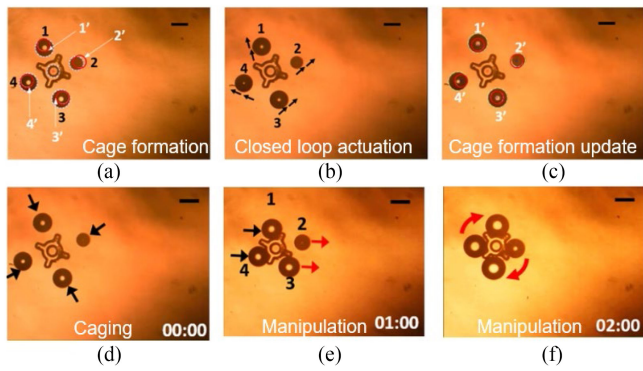 1 1' 2' 2 4 3 4' 3'
Cage formation
(a)
1 2 4 3
Closed loop actuation
(b)
1' 2' 4' 3'
Cage formation update
(c)
Caging 00:00
(d)
1 2 4 3
Manipulation 01:00
(e)
Manipulation 02:00
(f)